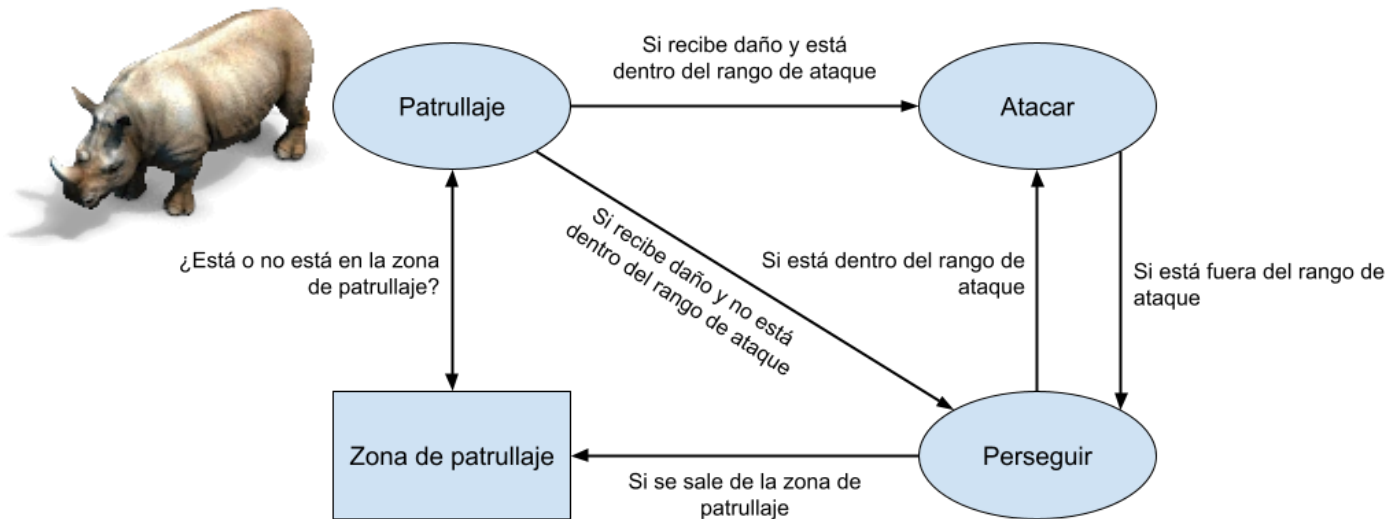 Si recibe daño y está
dentro del rango de ataque
Patrullaje
Atacar
¿Está o no está en la zona
de patrullaje?
Si recibe daño y no está
dentro del rango de ataque
Si está dentro del rango de
ataque
Si está fuera del rango de
ataque
Zona de patrullaje
Perseguir
Si se sale de la zona de
patrullaje